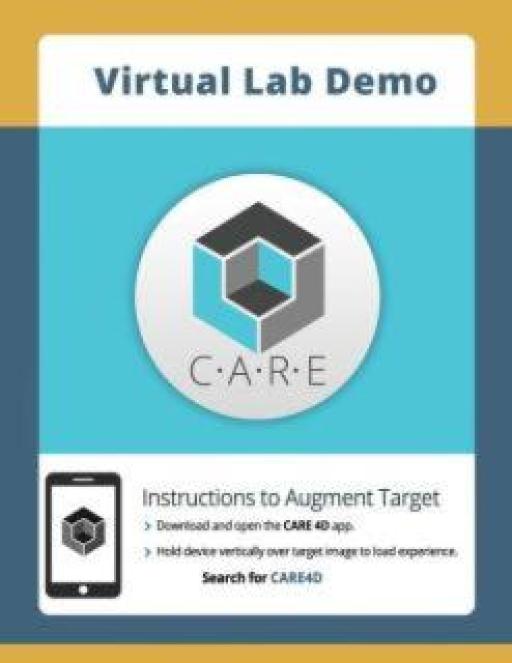 Virtual Lab Demo
C·A·R·E
Instructions to Augment Target
› Download and open the CARE 4D app.
› Hold device vertically over target image to load experience.
Search for CARE4D